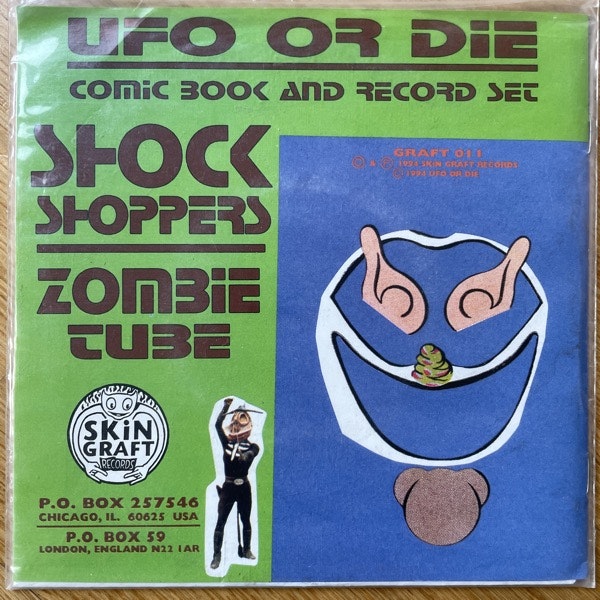 UFO OR DIE
COMIC BOOK AND RECORD SET
SHOCK
SHOPPERS
ZOMBIE
TUBE
GRAFT 011
© & ℗ 1994 SKiN GRAFT RECORDS
© 1994 UFO OR DIE
SKiN
GRAFT
RECORDS
P.O. BOX 257546
CHICAGO, IL. 60625 USA
P.O. BOX 59
LONDON, ENGLAND N22 1AR